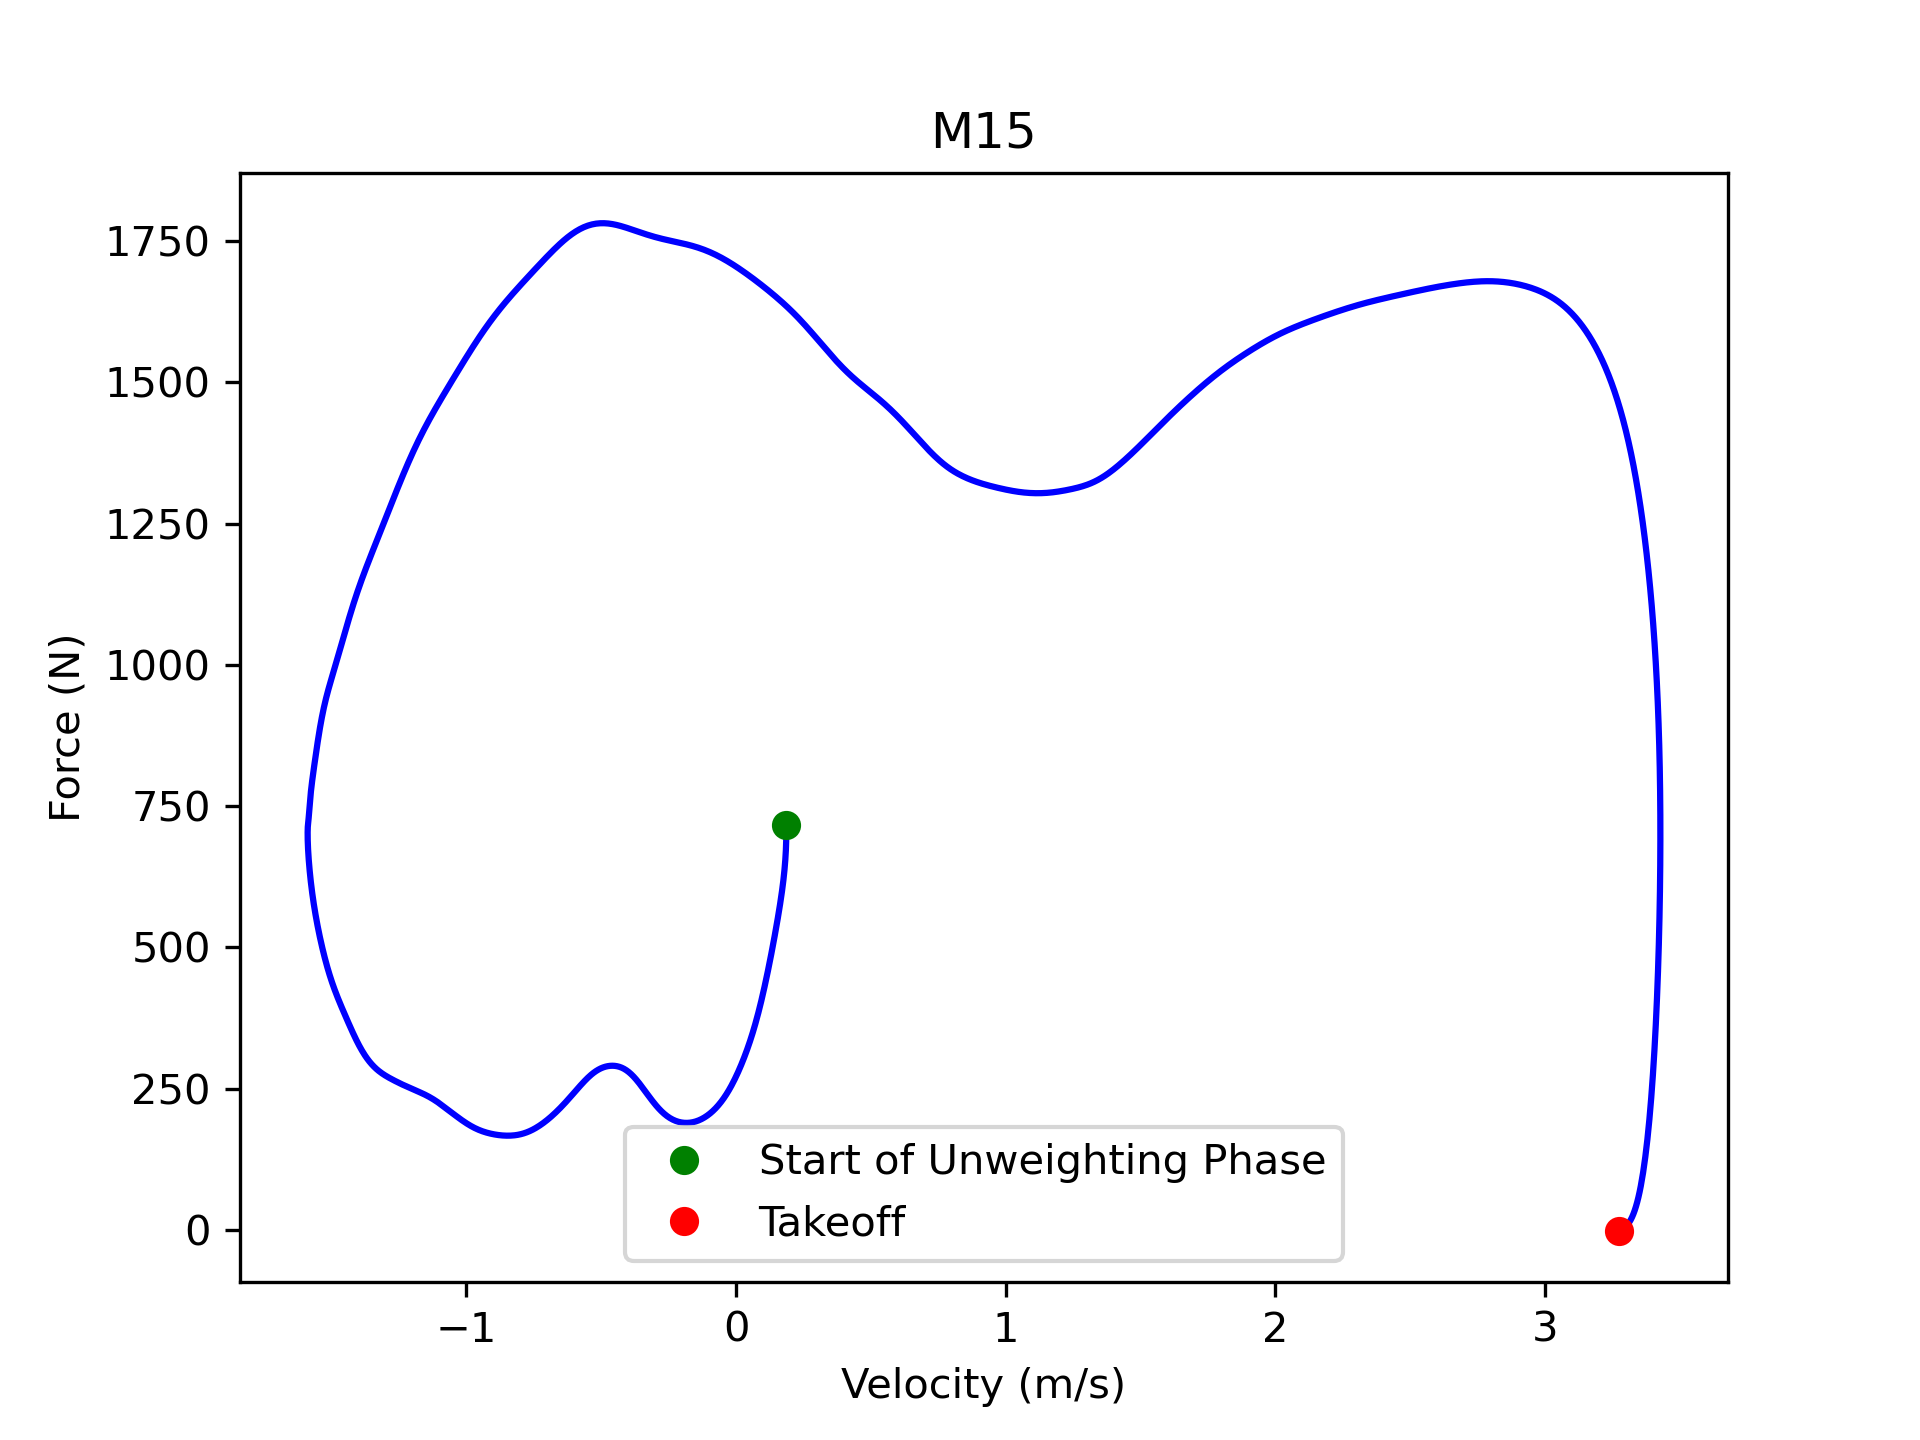 M15
1750
1500
1250
1000
750
500
250
0
Force (N)
Start of Unweighting Phase
Takeoff
−1 0 1 2 3
Velocity (m/s)